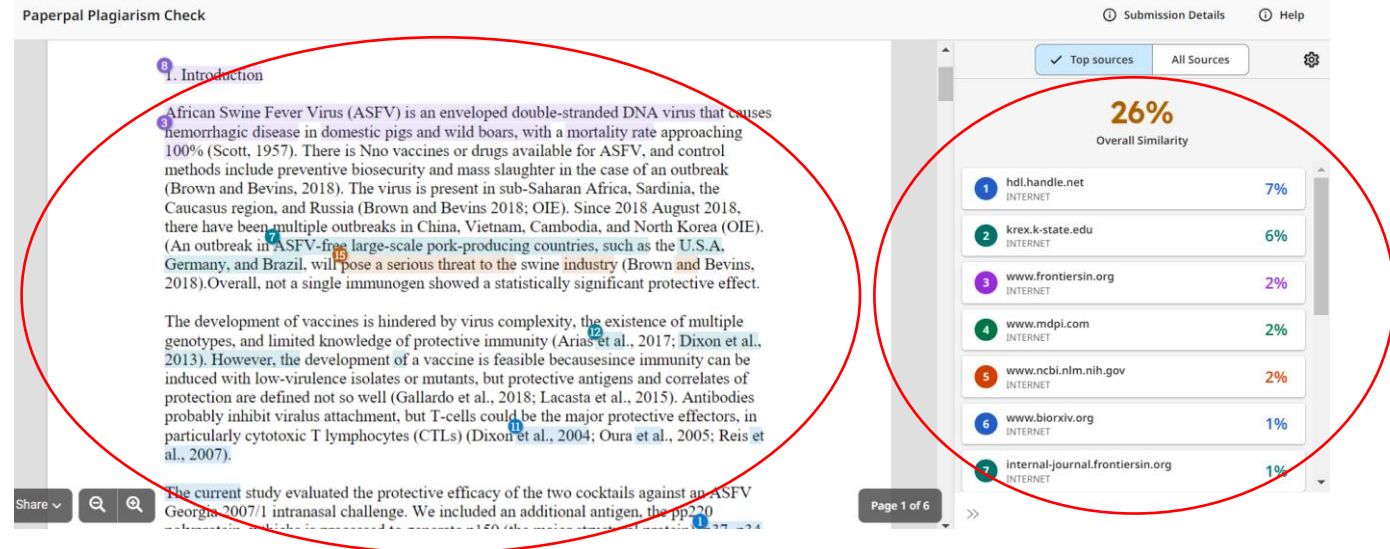 Paperpal Plagiarism Check
Submission Details
Help
8
1. Introduction
African Swine Fever Virus (ASFV) is an enveloped double-stranded DNA virus that causes
3
hemorrhagic disease in domestic pigs and wild boars, with a mortality rate approaching
100% (Scott, 1957). There is Nno vaccines or drugs available for ASFV, and control
methods include preventive biosecurity and mass slaughter in the case of an outbreak
(Brown and Bevins, 2018). The virus is present in sub-Saharan Africa, Sardinia, the
Caucasus region, and Russia (Brown and Bevins 2018; OIE). Since 2018 August 2018,
there have been multiple outbreaks in China, Vietnam, Cambodia, and North Korea (OIE).
7
(An outbreak in ASFV-free large-scale pork-producing countries, such as the U.S.A,
15
Germany, and Brazil, will pose a serious threat to the swine industry (Brown and Bevins,
2018).Overall, not a single immunogen showed a statistically significant protective effect.
The development of vaccines is hindered by virus complexity, the existence of multiple
12
genotypes, and limited knowledge of protective immunity (Arias et al., 2017; Dixon et al.,
2013). However, the development of a vaccine is feasible becausesince immunity can be
induced with low-virulence isolates or mutants, but protective antigens and correlates of
protection are defined not so well (Gallardo et al., 2018; Lacasta et al., 2015). Antibodies
probably inhibit viralus attachment, but T-cells could be the major protective effectors, in
11
particularly cytotoxic T lymphocytes (CTLs) (Dixon et al., 2004; Oura et al., 2005; Reis et
al., 2007).
The current study evaluated the protective efficacy of the two cocktails against an ASFV
Georgia 2007/1 intranasal challenge. We included an additional antigen, the pp220
1
Share
Page 1 of 6
Top sources
All Sources
26%
Overall Similarity
1 hdl.handle.net 7%
INTERNET
2 krex.k-state.edu 6%
INTERNET
3 www.frontiersin.org 2%
INTERNET
4 www.mdpi.com 2%
INTERNET
5 www.ncbi.nlm.nih.gov 2%
INTERNET
6 www.biorxiv.org 1%
INTERNET
7 internal-journal.frontiersin.org 1%
INTERNET